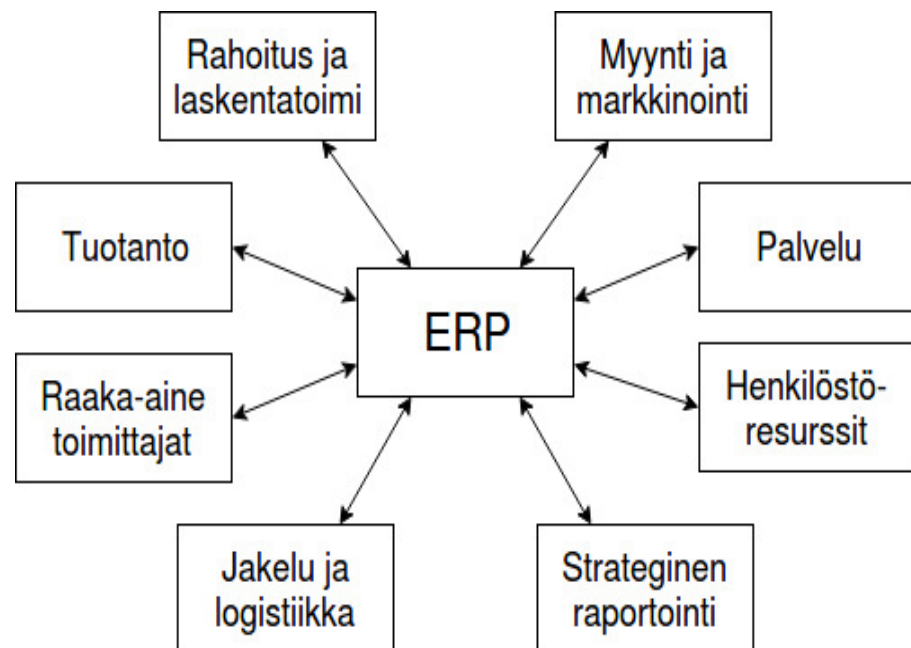 Rahoitus ja
laskentatoimi
Myynti ja
markkinointi
Tuotanto
Palvelu
ERP
Raaka-aine
toimittajat
Henkilöstö-
resurssit
Jakelu ja
logistiikka
Strateginen
raportointi